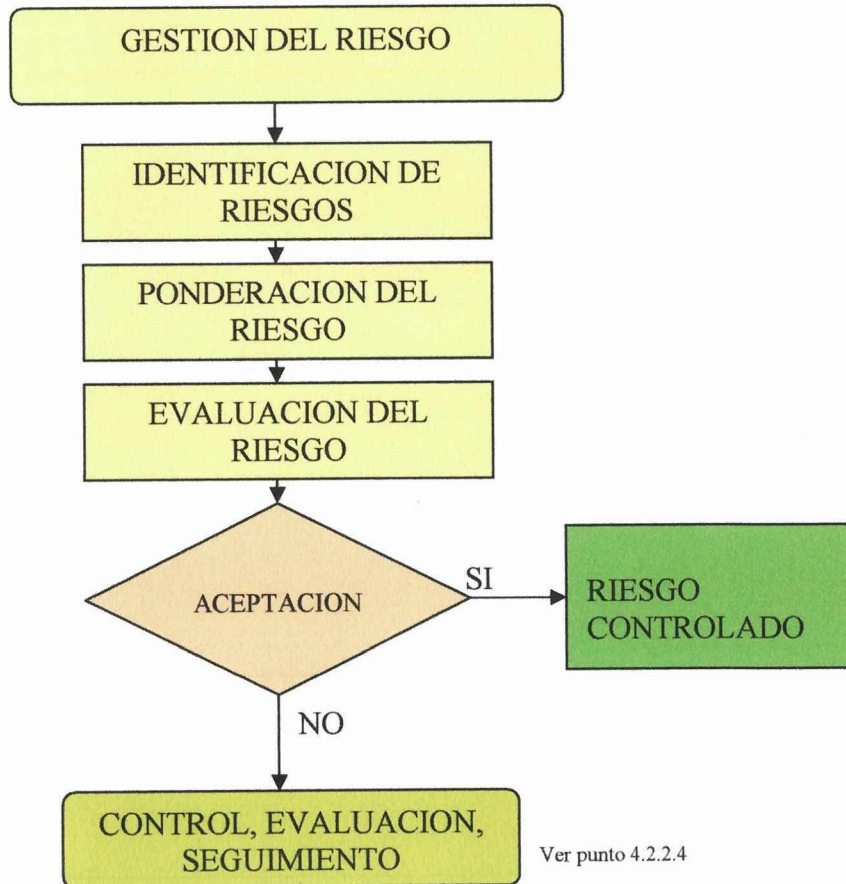 GESTION DEL RIESGO
IDENTIFICACION DE
RIESGOS
PONDERACION DEL
RIESGO
EVALUACION DEL
RIESGO
ACEPTACION
SI
RIESGO
CONTROLADO
NO
CONTROL, EVALUACION,
SEGUIMIENTO
Ver punto 4.2.2.4